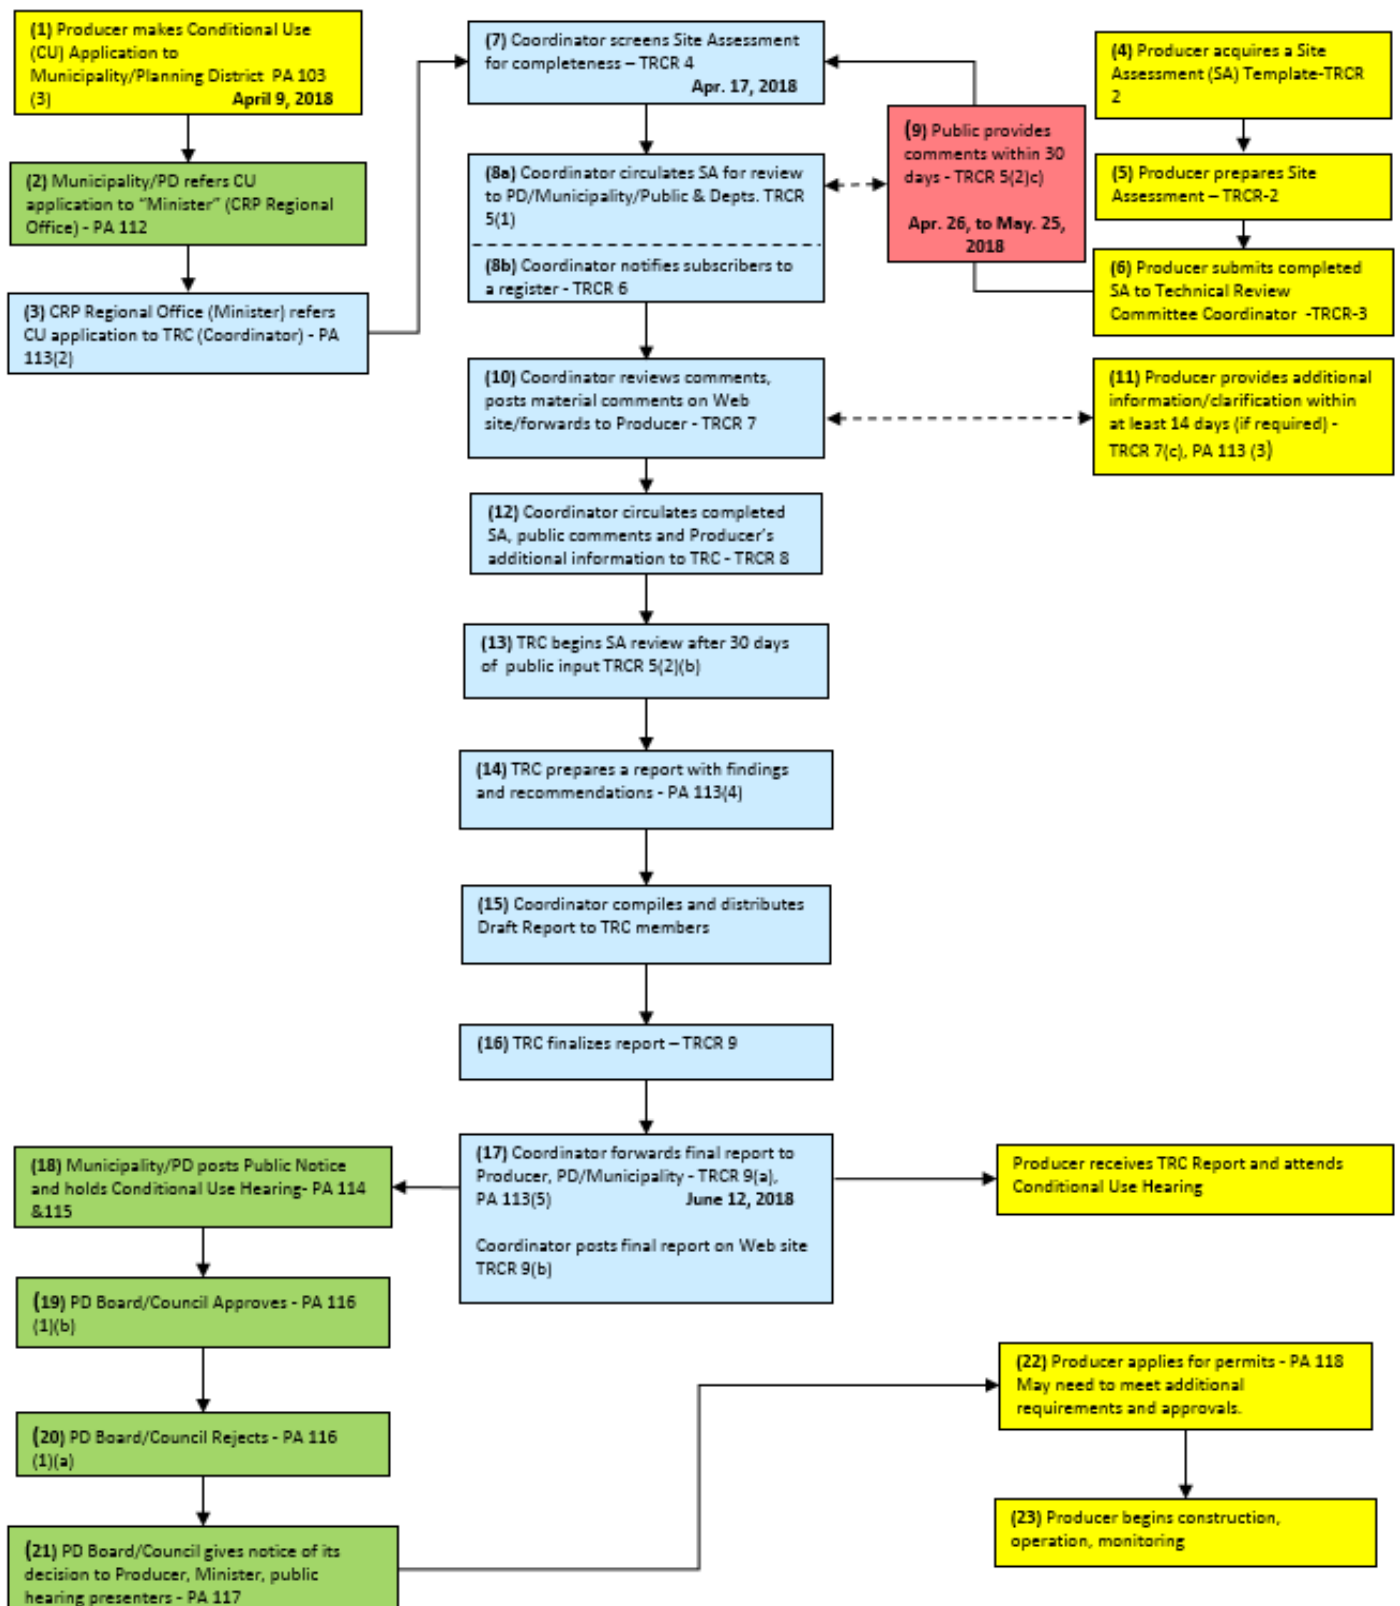 (1) Producer makes Conditional Use
(CU) Application to
Municipality/Planning District PA 103
(3) April 9, 2018
(2) Municipality/PD refers CU
application to "Minister" (CRP Regional
Office) - PA 112
(3) CRP Regional Office (Minister) refers
CU application to TRC (Coordinator) - PA
113(2)
(7) Coordinator screens Site Assessment
for completeness – TRCR 4
Apr. 17, 2018
(8a) Coordinator circulates SA for review
to PD/Municipality/Public & Depts. TRCR
5(1)
(8b) Coordinator notifies subscribers to
a register - TRCR 6
(9) Public provides
comments within 30
days - TRCR 5(2)c)
Apr. 26, to May. 25,
2018
(4) Producer acquires a Site
Assessment (SA) Template-TRCR
2
(5) Producer prepares Site
Assessment – TRCR-2
(6) Producer submits completed
SA to Technical Review
Committee Coordinator -TRCR-3
(10) Coordinator reviews comments,
posts material comments on Web
site/forwards to Producer - TRCR 7
(11) Producer provides additional
information/clarification within
at least 14 days (if required) -
TRCR 7(c), PA 113 (3)
(12) Coordinator circulates completed
SA, public comments and Producer's
additional information to TRC - TRCR 8
(13) TRC begins SA review after 30 days
of public input TRCR 5(2)(b)
(14) TRC prepares a report with findings
and recommendations - PA 113(4)
(15) Coordinator compiles and distributes
Draft Report to TRC members
(16) TRC finalizes report – TRCR 9
(17) Coordinator forwards final report to
Producer, PD/Municipality - TRCR 9(a),
PA 113(5) June 12, 2018
Coordinator posts final report on Web site
TRCR 9(b)
Producer receives TRC Report and attends
Conditional Use Hearing
(18) Municipality/PD posts Public Notice
and holds Conditional Use Hearing- PA 114
&115
(19) PD Board/Council Approves - PA 116
(1)(b)
(20) PD Board/Council Rejects - PA 116
(1)(a)
(21) PD Board/Council gives notice of its
decision to Producer, Minister, public
hearing presenters - PA 117
(22) Producer applies for permits - PA 118
May need to meet additional
requirements and approvals.
(23) Producer begins construction,
operation, monitoring